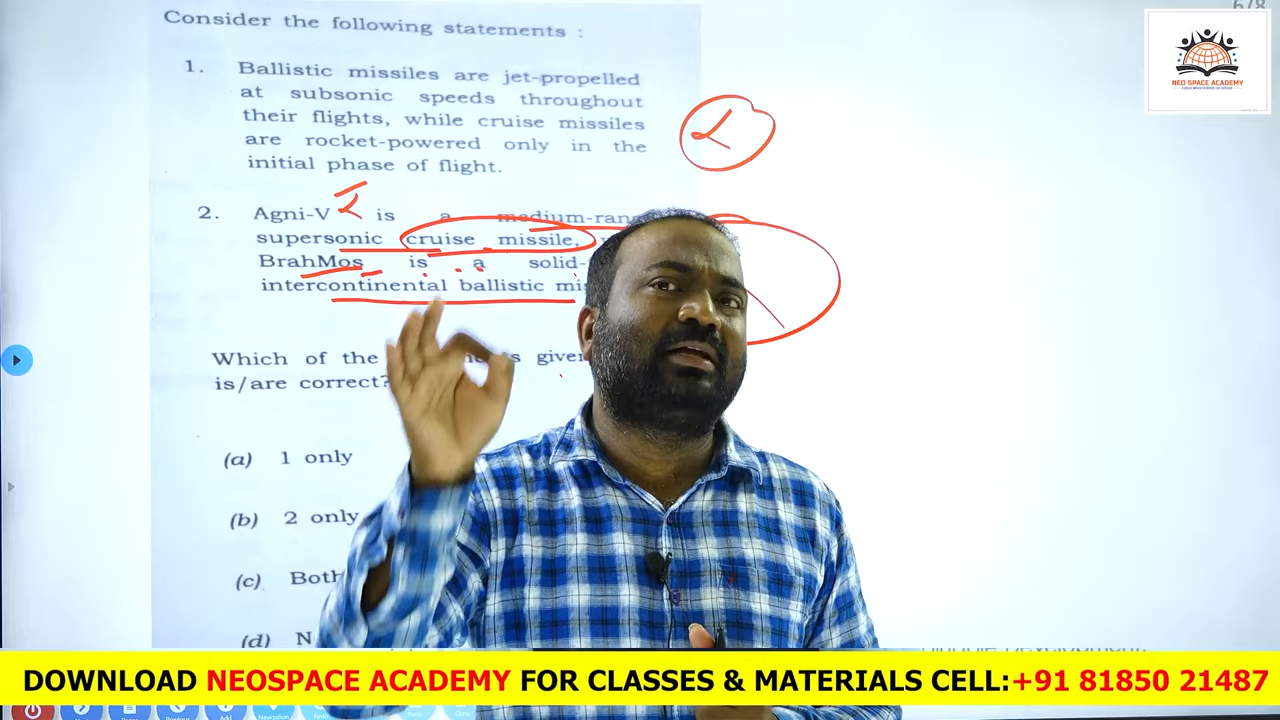 Consider the following statements :
1. Ballistic missiles are jet-propelled
at subsonic speeds throughout
their flights, while cruise missiles
are rocket-powered only in the
initial phase of flight.
2. Agni-V is a medium-ran
supersonic cruise missile,
BrahMos is a solid-
intercontinental ballistic mis
Which of the given
is/are correct?
(a) 1 only
(b) 2 only
(c) Both
(d) N
NEO SPACE ACADEMY
DOWNLOAD NEOSPACE ACADEMY FOR CLASSES & MATERIALS CELL:+91 81850 21487